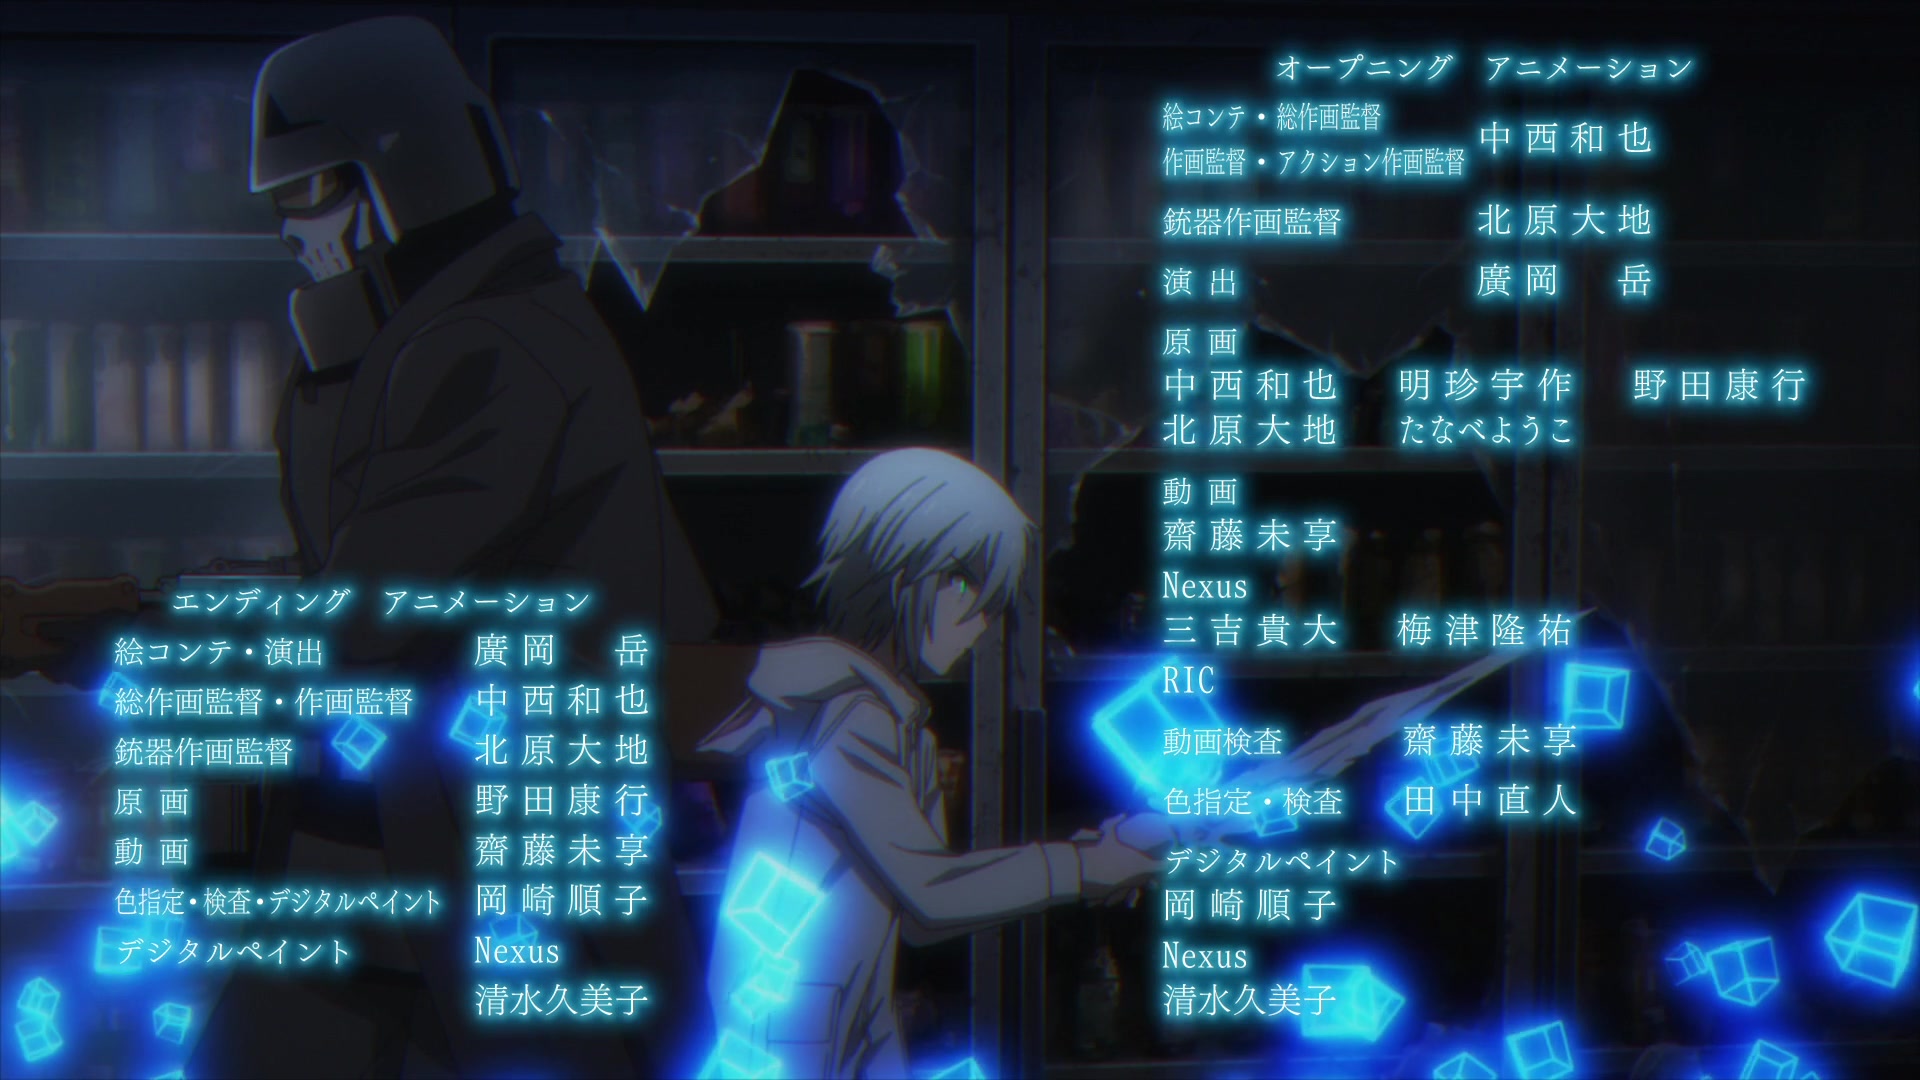 オープニング アニメーション
絵コンテ・総作画監督
作画監督・アクション作画監督 中西和也
銃器作画監督 北原大地
演出 廣岡 岳
原画
中西和也 明珍宇作 野田康行
北原大地 たなべようこ
動画
齋藤未享
Nexus
三吉貴大 梅津隆祐
RIC
動画検査 齋藤未享
色指定・検査 田中直人
デジタルペイント
岡崎順子
Nexus
清水久美子
エンディング アニメーション
絵コンテ・演出 廣岡 岳
総作画監督・作画監督 中西和也
銃器作画監督 北原大地
原画 野田康行
動画 齋藤未享
色指定・検査・デジタルペイント 岡崎順子
デジタルペイント Nexus
清水久美子